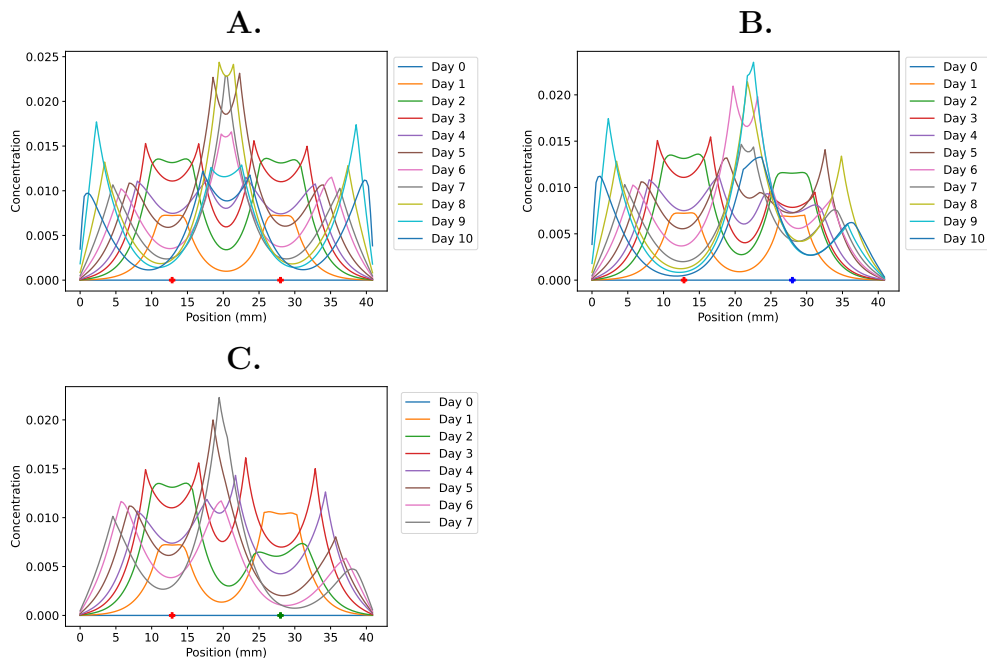 A.
B.
0.025
0.020
0.015
0.010
0.005
0.000
Concentration
0 5 10 15 20 25 30 35 40
Position (mm)
Day 0
Day 1
Day 2
Day 3
Day 4
Day 5
Day 6
Day 7
Day 8
Day 9
Day 10
0.020
0.015
0.010
0.005
0.000
Concentration
0 5 10 15 20 25 30 35 40
Position (mm)
Day 0
Day 1
Day 2
Day 3
Day 4
Day 5
Day 6
Day 7
Day 8
Day 9
Day 10
C.
0.020
0.015
0.010
0.005
0.000
Concentration
0 5 10 15 20 25 30 35 40
Position (mm)
Day 0
Day 1
Day 2
Day 3
Day 4
Day 5
Day 6
Day 7